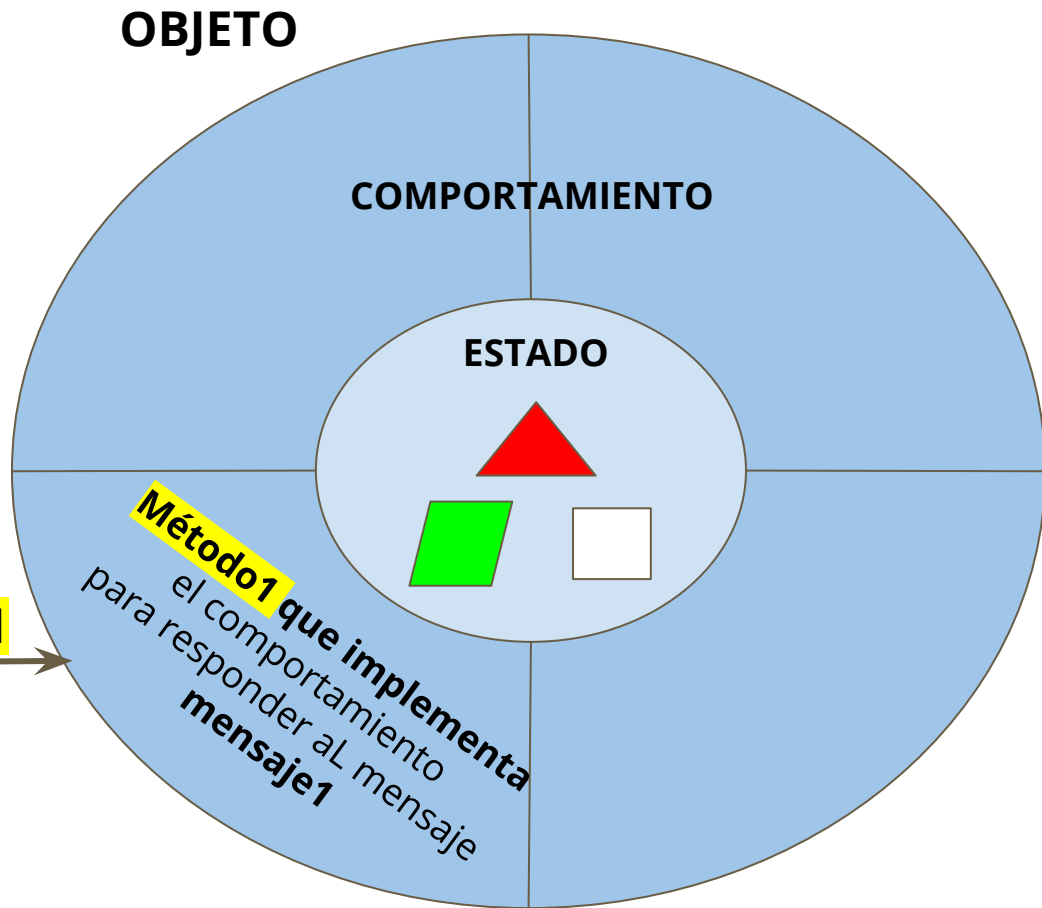 OBJETO
COMPORTAMIENTO
ESTADO
Método1 que implementa
el comportamiento
para responder aL mensaje
mensaje1